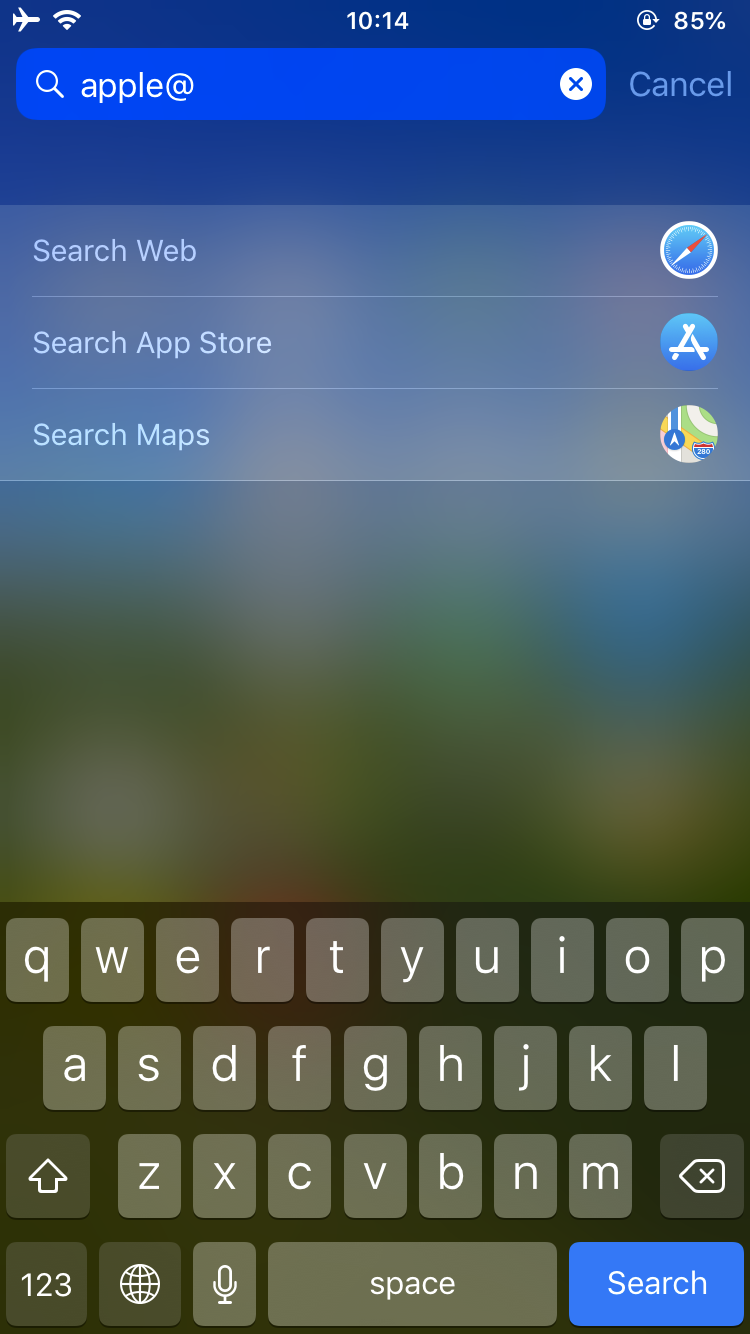 10:14 85%
apple@ Cancel
Search Web
Search App Store
Search Maps
280
q w e r t y u i o p
a s d f g h j k l
z x c v b n m
123 space Search